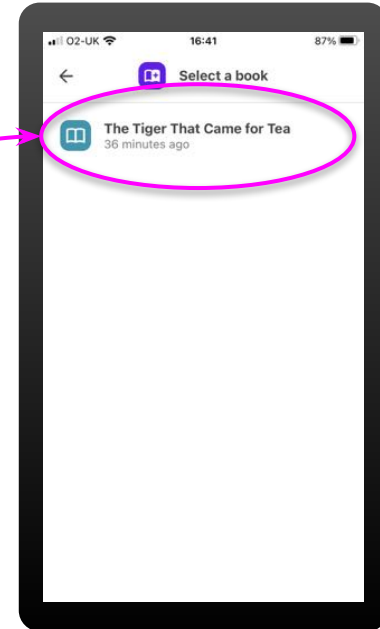 O2-UK 16:41 87%
Select a book
The Tiger That Came for Tea
36 minutes ago